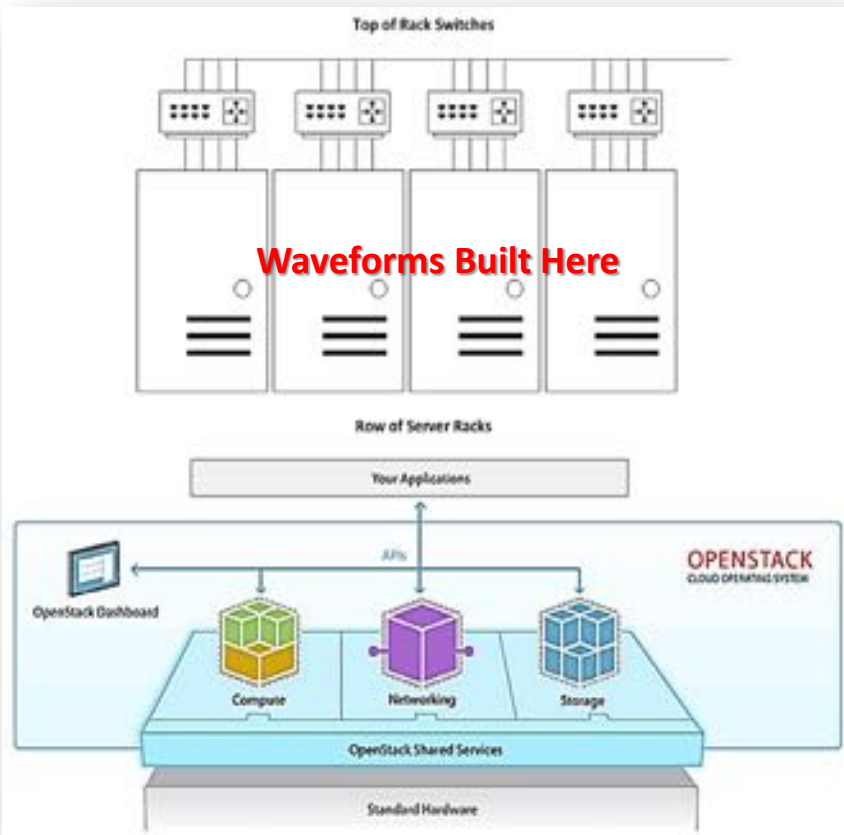 Top of Rack Switches
Waveforms Built Here
Row of Server Racks
Your Applications
APIs
OPENSTACK
CLOUD OPERATING SYSTEM
OpenStack Dashboard
Compute
Networking
Storage
OpenStack Shared Services
Standard Hardware